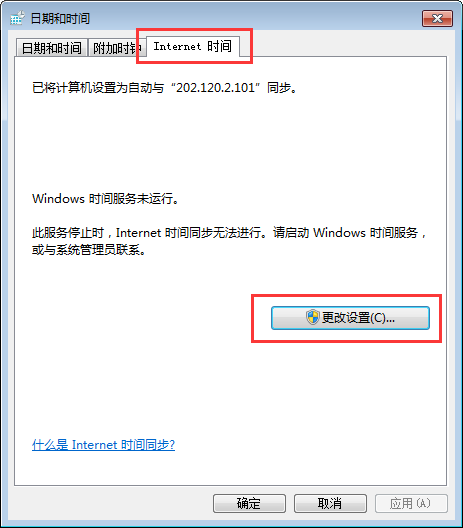 日期和时间
日期和时间 附加时钟 Internet 时间
已将计算机设置为自动与“202.120.2.101”同步。
Windows 时间服务未运行。
此服务停止时，Internet 时间同步无法进行。请启动 Windows 时间服务，
或与系统管理员联系。
更改设置(C)...
什么是 Internet 时间同步?
确定 取消 应用(A)